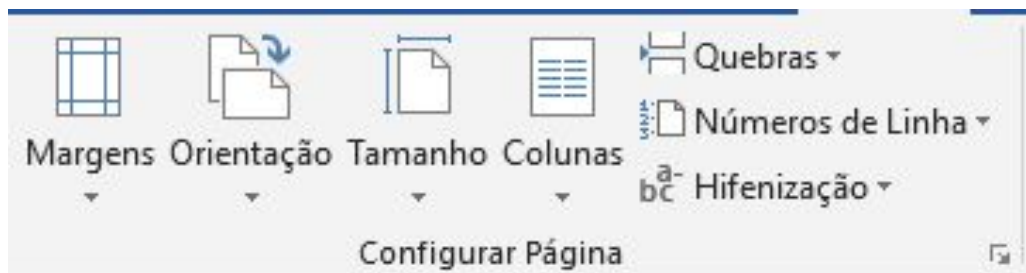 Margens Orientação Tamanho Colunas
Quebras
Números de Linha
Hifenização
Configurar Página